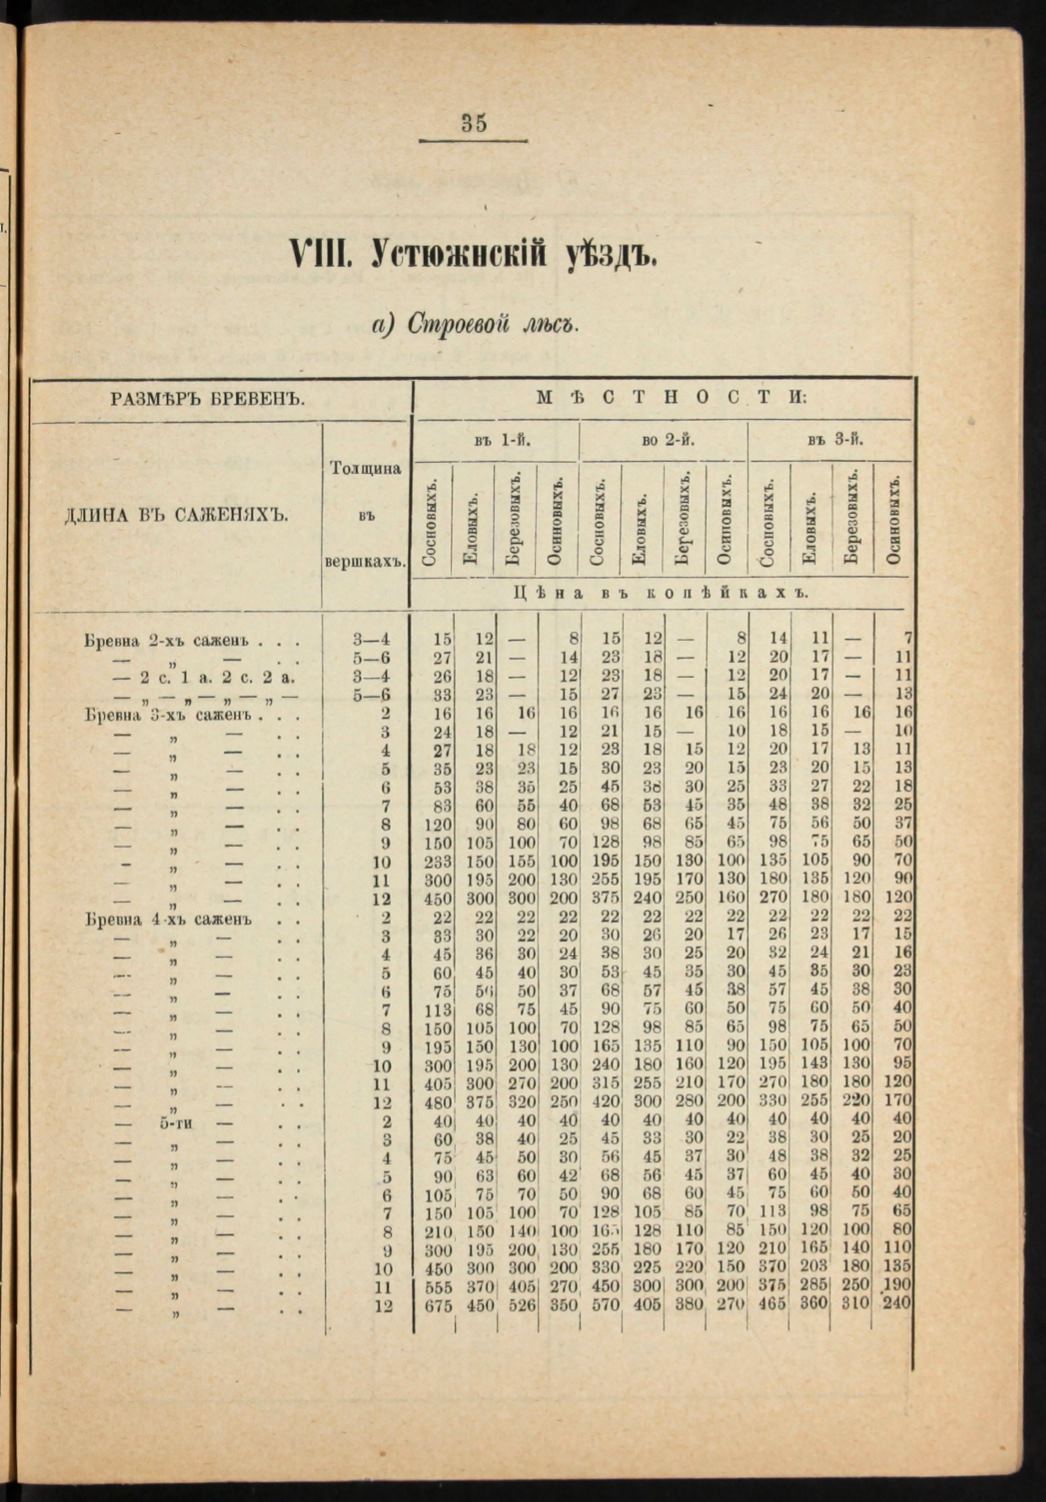 35
VIII. Устюжнскій уѣздъ.
а) Строевой лѣсъ.
РАЗМѢРЪ БРЕВЕНЪ. МѢСТНОСТИ:
въ 1-й. во 2-й. въ 3-й.
ДЛИНА ВЪ САЖЕНЯХЪ. Толщина въ вершкахъ. Сосновыхъ. Еловыхъ. Березовыхъ. Осиновыхъ. Сосновыхъ. Еловыхъ. Березовыхъ. Осиновыхъ. Сосновыхъ. Еловыхъ. Березовыхъ. Осиновыхъ.
Цѣна въ копѣйкахъ.
Бревна 2-хъ сажень . . . 3—4 15 12 — 8 15 12 — 8 14 11 — 7
— „ — . . 5—6 27 21 — 14 23 18 — 12 20 17 — 11
— 2 с. 1 а. 2 с. 2 а. 3—4 26 18 — 12 23 18 — 12 20 17 — 11
— „ — „ — „ — „ — 5—6 33 23 — 15 27 23 — 15 24 20 — 13
Бревна 3-хъ сажень . . . 2 16 16 16 16 16 16 16 16 16 16 16 16
— „ — . . 3 24 18 — 12 21 15 — 10 18 15 — 10
— „ — . . 4 27 18 18 12 23 18 15 12 20 17 13 11
— „ — . . 5 35 23 23 15 30 23 20 15 23 20 15 13
— „ — . . 6 53 38 35 25 45 38 30 25 33 27 22 18
— „ — . . 7 83 60 55 40 68 53 45 35 48 38 32 25
— „ — . . 8 120 90 80 60 98 68 65 45 75 56 50 37
— „ — . . 9 150 105 100 70 128 98 85 65 98 75 65 50
— „ — . . 10 233 150 155 100 195 150 130 100 135 105 90 70
— „ — . . 11 300 195 200 130 255 195 170 130 180 135 120 90
— „ — . . 12 450 300 300 200 375 240 250 160 270 180 180 120
Бревна 4-хъ сажень . . 2 22 22 22 22 22 22 22 22 22 22 22 22
— „ — . . 3 33 30 22 20 30 26 20 17 26 23 17 15
— „ — . . 4 45 36 30 24 38 30 25 20 32 24 21 16
— „ — . . 5 60 45 40 30 53 45 35 30 45 35 30 23
— „ — . . 6 75 56 50 37 68 57 45 38 57 45 38 30
— „ — . . 7 113 68 75 45 90 75 60 50 75 60 50 40
— „ — . . 8 150 105 100 70 128 98 85 65 98 75 65 50
— „ — . . 9 195 150 130 100 165 135 110 90 150 105 100 70
— „ — . . 10 300 195 200 130 240 180 160 120 195 143 130 95
— „ — . . 11 405 300 270 200 315 255 210 170 270 180 180 120
— „ — . . 12 480 375 320 250 420 300 280 200 330 255 220 170
— 5-ти — . . 2 40 40 40 40 40 40 40 40 40 40 40 40
— „ — . . 3 60 38 40 25 45 33 30 22 38 30 25 20
— „ — . . 4 75 45 50 30 56 45 37 30 48 38 32 25
— „ — . . 5 90 63 60 42 68 56 45 37 60 45 40 30
— „ — . . 6 105 75 70 50 90 68 60 45 75 60 50 40
— „ — . . 7 150 105 100 70 128 105 85 70 113 98 75 65
— „ — . . 8 210 150 140 100 165 128 110 85 150 120 100 80
— „ — . . 9 300 195 200 130 255 180 170 120 210 165 140 110
— „ — . . 10 450 300 300 200 330 225 220 150 370 203 180 135
— „ — . . 11 555 370 405 270 450 300 300 200 375 285 250 190
— „ — . . 12 675 450 526 350 570 405 380 270 465 360 310 240